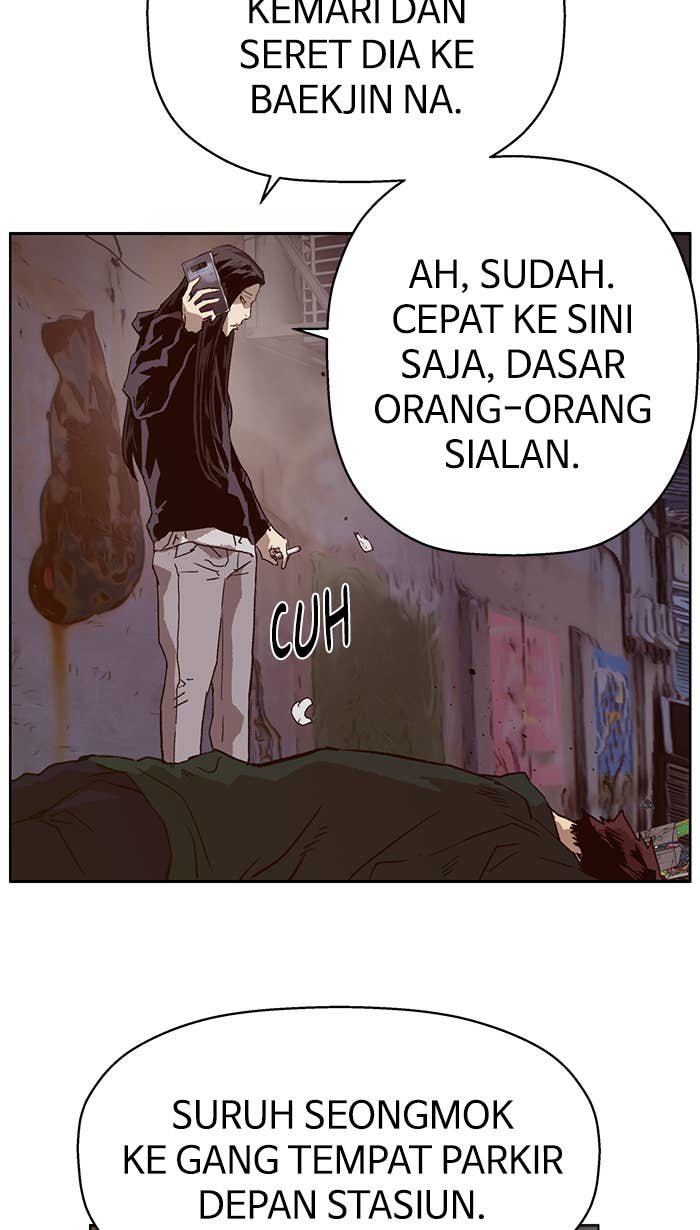 KEMARI DAN
SERET DIA KE
BAEKJIN NA.
AH, SUDAH.
CEPAT KE SINI
SAJA, DASAR
ORANG-ORANG
SIALAN.
CUH
SURUH SEONGMOK
KE GANG TEMPAT PARKIR
DEPAN STASIUN.